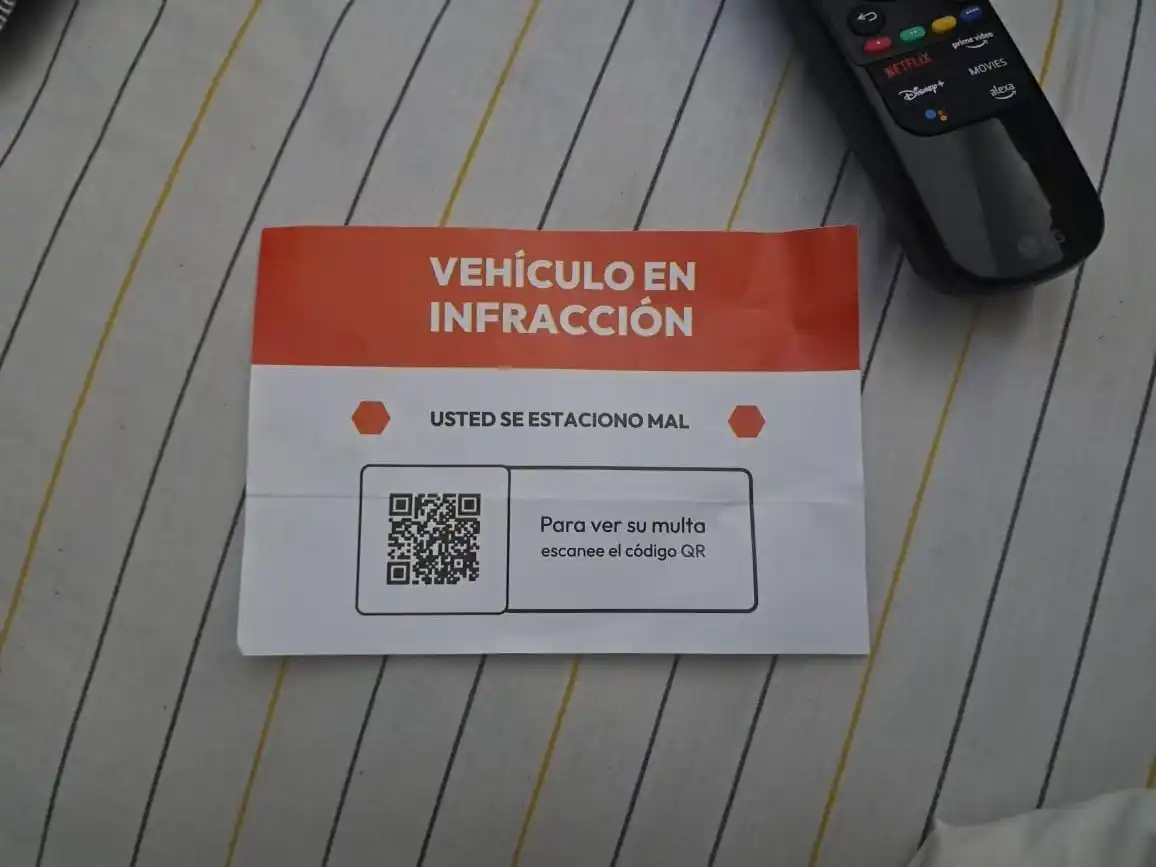 NETFLIX
prime video
Disney+
MOVIES
alexa
LG
VEHÍCULO EN
INFRACCIÓN
USTED SE ESTACIONO MAL
Para ver su multa
escanee el código QR